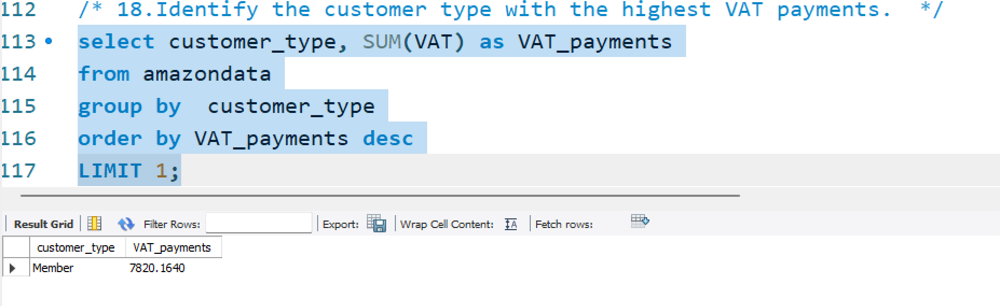 112 /* 18.Identify the customer type with the highest VAT payments. */
113 select customer_type, SUM(VAT) as VAT_payments
114 from amazondata
115 group by customer_type
116 order by VAT_payments desc
117 LIMIT 1;
Result Grid Filter Rows: Export: Wrap Cell Content: Fetch rows:
customer_type VAT_payments
Member 7820.1640